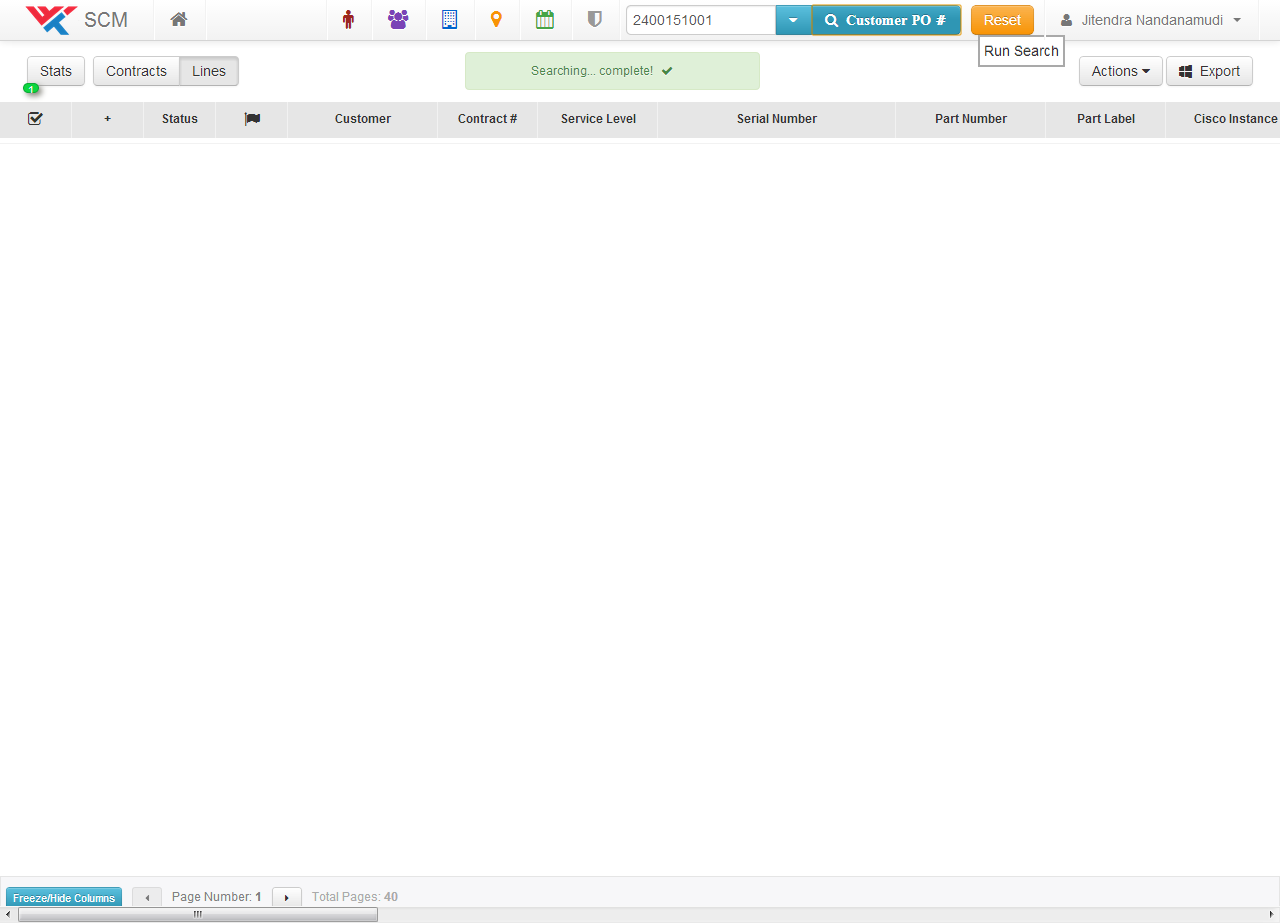 SCM
2400151001
Customer PO #
Reset
Jitendra Nandanamudi
Run Search
Stats
1
Contracts
Lines
Searching... complete!
Actions
Export
+
Status
Customer
Contract #
Service Level
Serial Number
Part Number
Part Label
Cisco Instance
Freeze/Hide Columns
Page Number: 1
Total Pages: 40